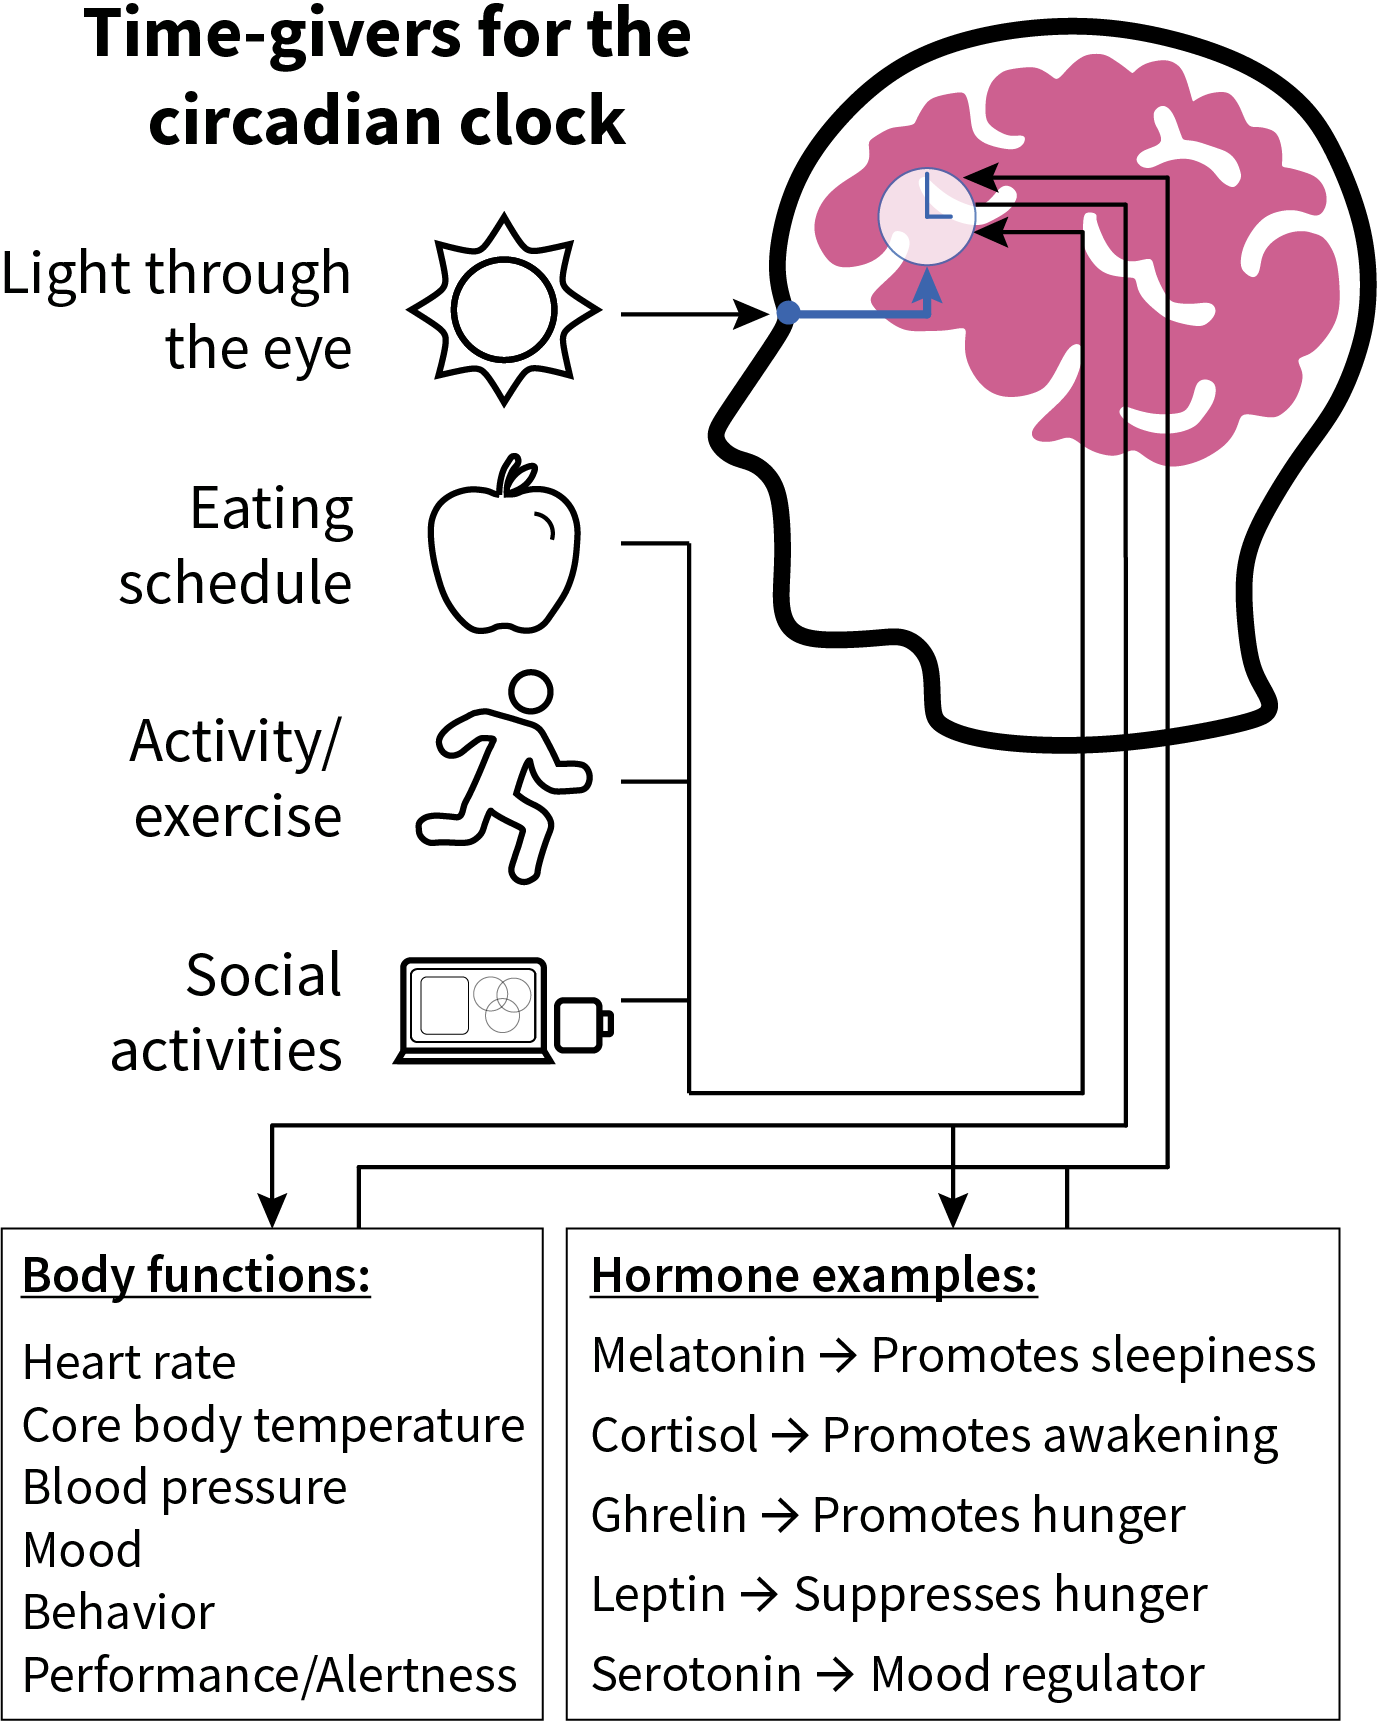 Time-givers for the
circadian clock
Light through
the eye
Eating
schedule
Activity/
exercise
Social
activities
Body functions:
Heart rate
Core body temperature
Blood pressure
Mood
Behavior
Performance/Alertness
Hormone examples:
Melatonin → Promotes sleepiness
Cortisol → Promotes awakening
Ghrelin → Promotes hunger
Leptin → Suppresses hunger
Serotonin → Mood regulator